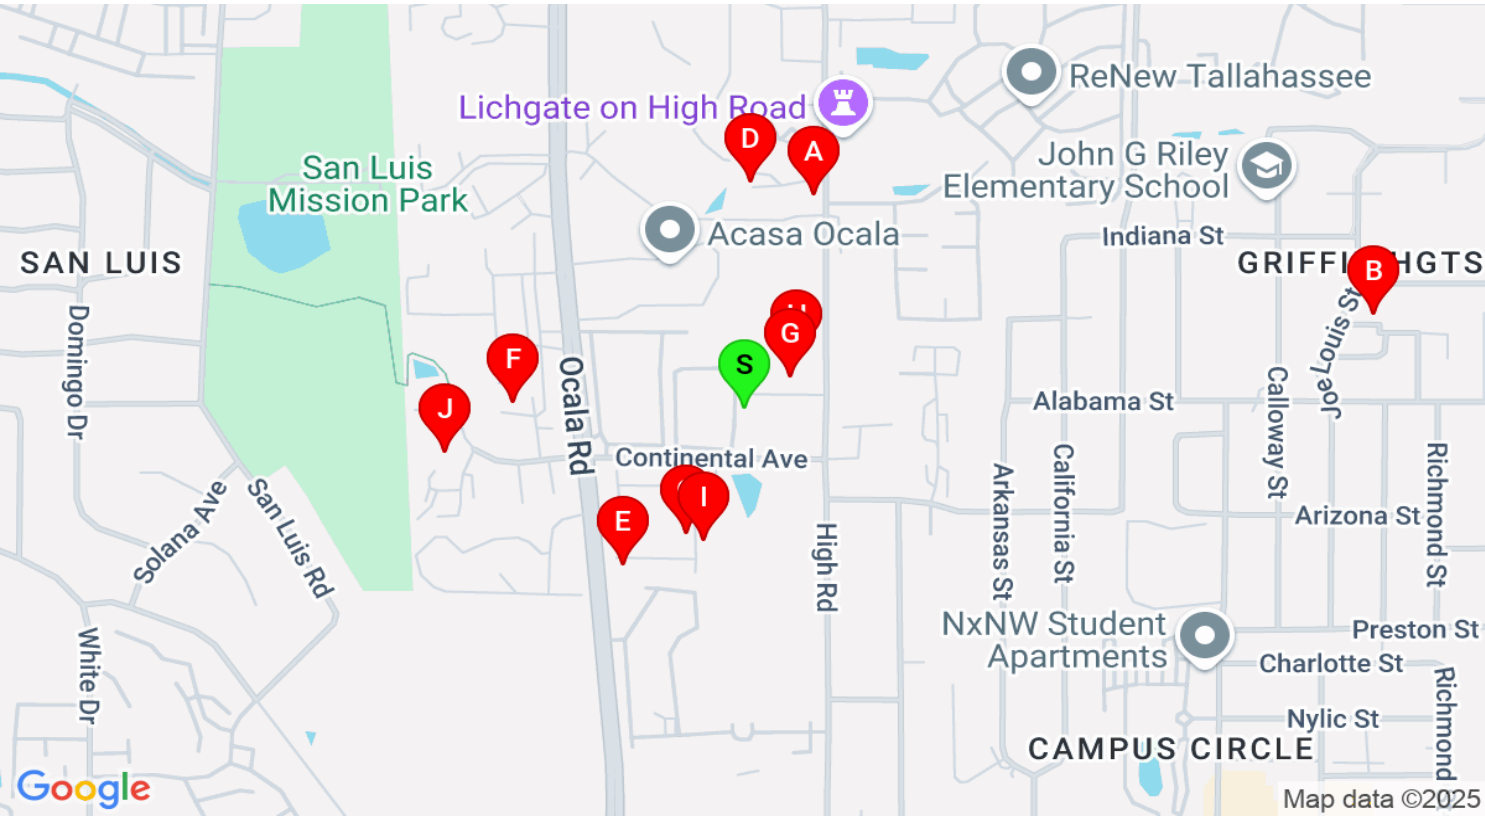 ReNew Tallahassee
Lichgate on High Road
D
A
John G Riley
Elementary School
San Luis
Mission Park
Acasa Ocala
Indiana St
SAN LUIS
B
HGTS
Joe Louis St
Domingo Dr
G
S
F
J
Ocala Rd
Alabama St
Calloway St
Continental Ave
Richmond St
Arkansas St
California St
I
E
Arizona St
Solana Ave
San Luis Rd
High Rd
NxNW Student
Apartments
Preston St
Charlotte St
White Dr
Richmond
Nylic St
CAMPUS CIRCLE
Google
Map data ©2025